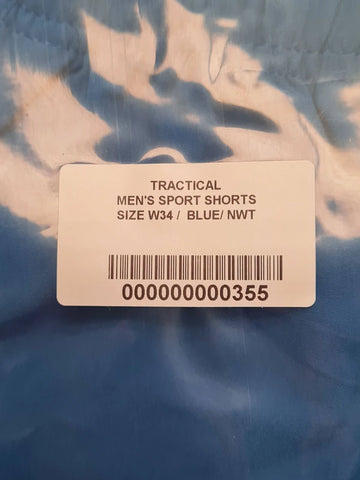 TRACTICAL
MEN'S SPORT SHORTS
SIZE W34 /  BLUE/ NWT
000000000355